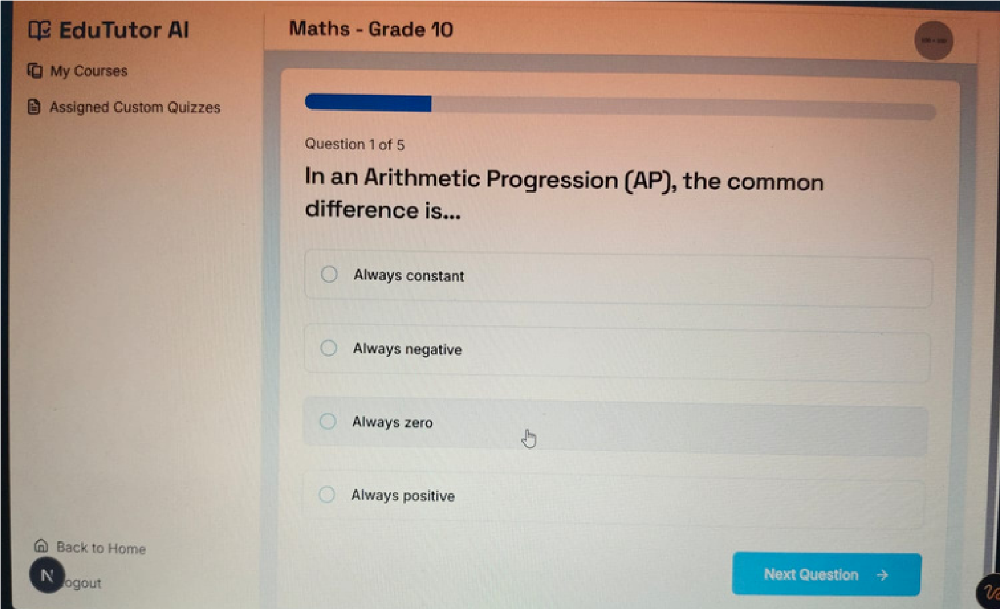 EduTutor AI
My Courses
Assigned Custom Quizzes
Back to Home
N
ogout
Maths - Grade 10
Question 1 of 5
In an Arithmetic Progression (AP), the common
difference is...
Always constant
Always negative
Always zero
Always positive
Next Question →